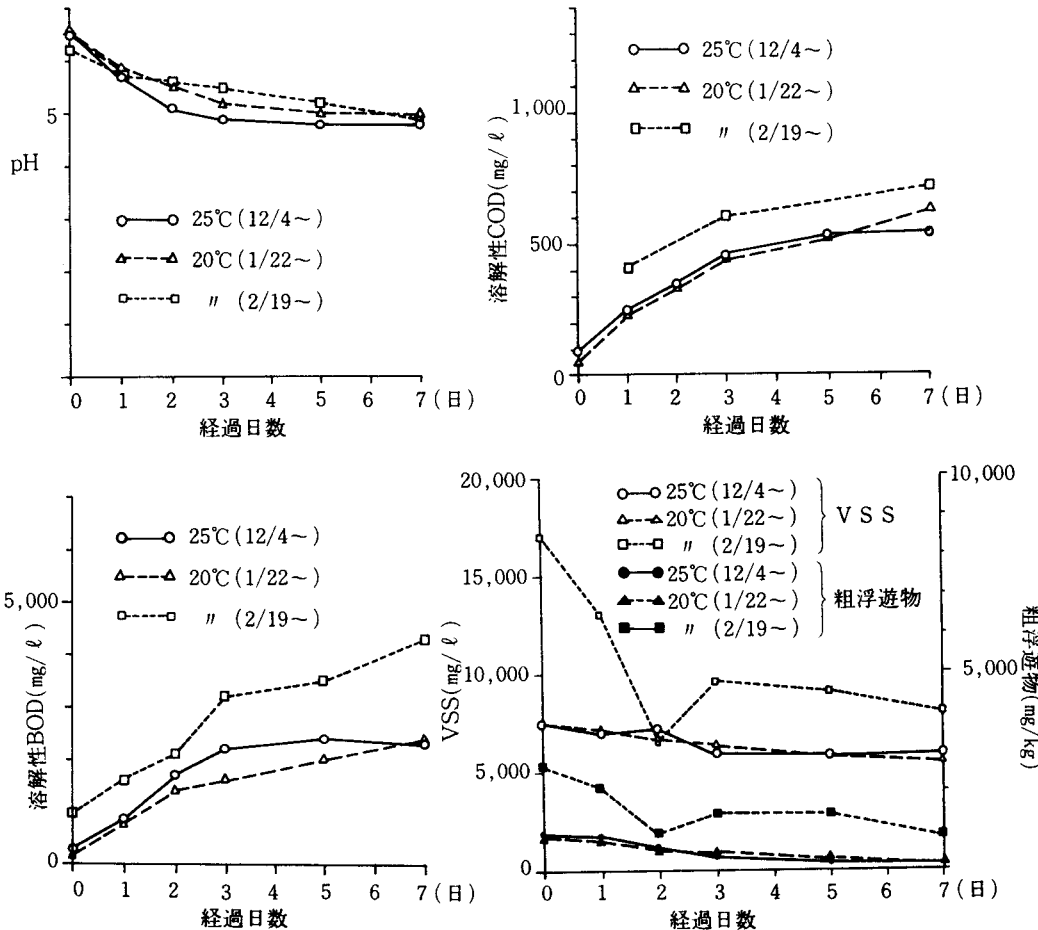 5
pH
25℃(12/4~)
20℃(1/22~)
〃 (2/19~)
0 1 2 3 5 7(日)
経過日数
溶解性COD(mg/ℓ)
1,000
500
0
25℃(12/4~)
20℃(1/22~)
〃 (2/19~)
0 1 2 3 4 5 6 7(日)
経過日数
溶解性BOD(mg/ℓ)
5,000
0
25℃(12/4~)
20℃(1/22~)
〃 (2/19~)
0 1 2 3 5 7(日)
経過日数
VSS(mg/ℓ)
20,000
15,000
10,000
5,000
0
25℃(12/4~)
20℃(1/22~)
〃 (2/19~)
VSS
25℃(12/4~)
20℃(1/22~)
〃 (2/19~)
粗浮遊物
10,000
5,000
粗浮遊物(mg/kg)
0 1 2 3 4 5 6 7(日)
経過日数